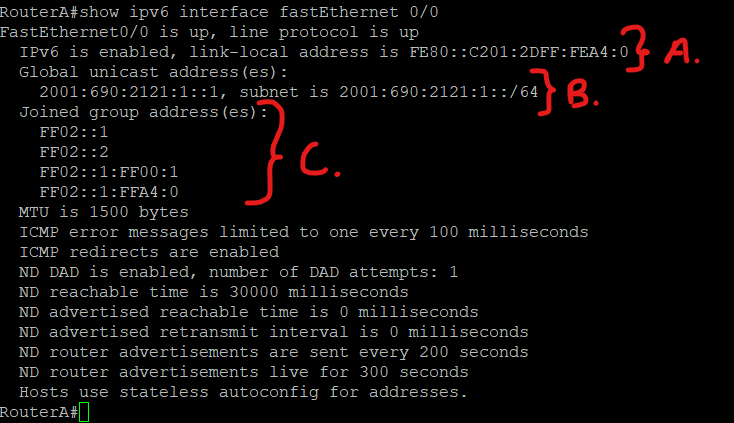 RouterA#show ipv6 interface fastEthernet 0/0
FastEthernet0/0 is up, line protocol is up
IPv6 is enabled, link-local address is FE80::C201:2DFF:FEA4:0 A.
Global unicast address(es):
2001:690:2121:1::1, subnet is 2001:690:2121:1::/64 B.
Joined group address(es):
FF02::1
FF02::2
C.
FF02::1:FF00:1
FF02::1:FFA4:0
MTU is 1500 bytes
ICMP error messages limited to one every 100 milliseconds
ICMP redirects are enabled
ND DAD is enabled, number of DAD attempts: 1
ND reachable time is 30000 milliseconds
ND advertised reachable time is 0 milliseconds
ND advertised retransmit interval is 0 milliseconds
ND router advertisements are sent every 200 seconds
ND router advertisements live for 300 seconds
Hosts use stateless autoconfig for addresses.
RouterA#